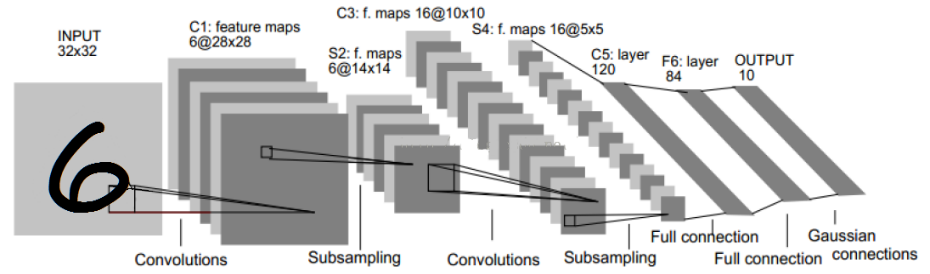 INPUT
32x32
C1: feature maps
6@28x28
S2: f. maps
6@14x14
C3: f. maps 16@10x10
S4: f. maps 16@5x5
C5: layer
120
F6: layer
84
OUTPUT
10
6
Convolutions
Subsampling
Convolutions
Subsampling
Full connection
Full connection
Gaussian
connections